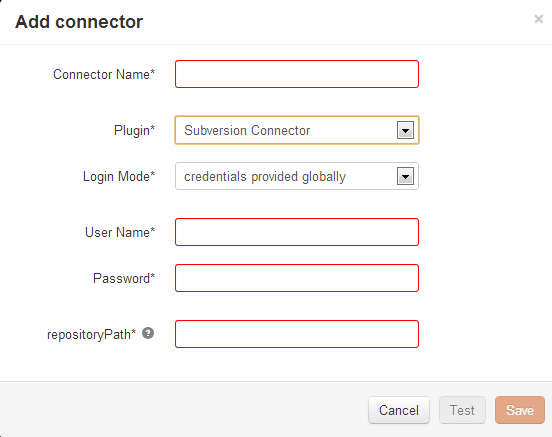 Add connector
×
Connector Name*
Plugin* Subversion Connector
Login Mode* credentials provided globally
User Name*
Password*
repositoryPath* ?
Cancel Test Save